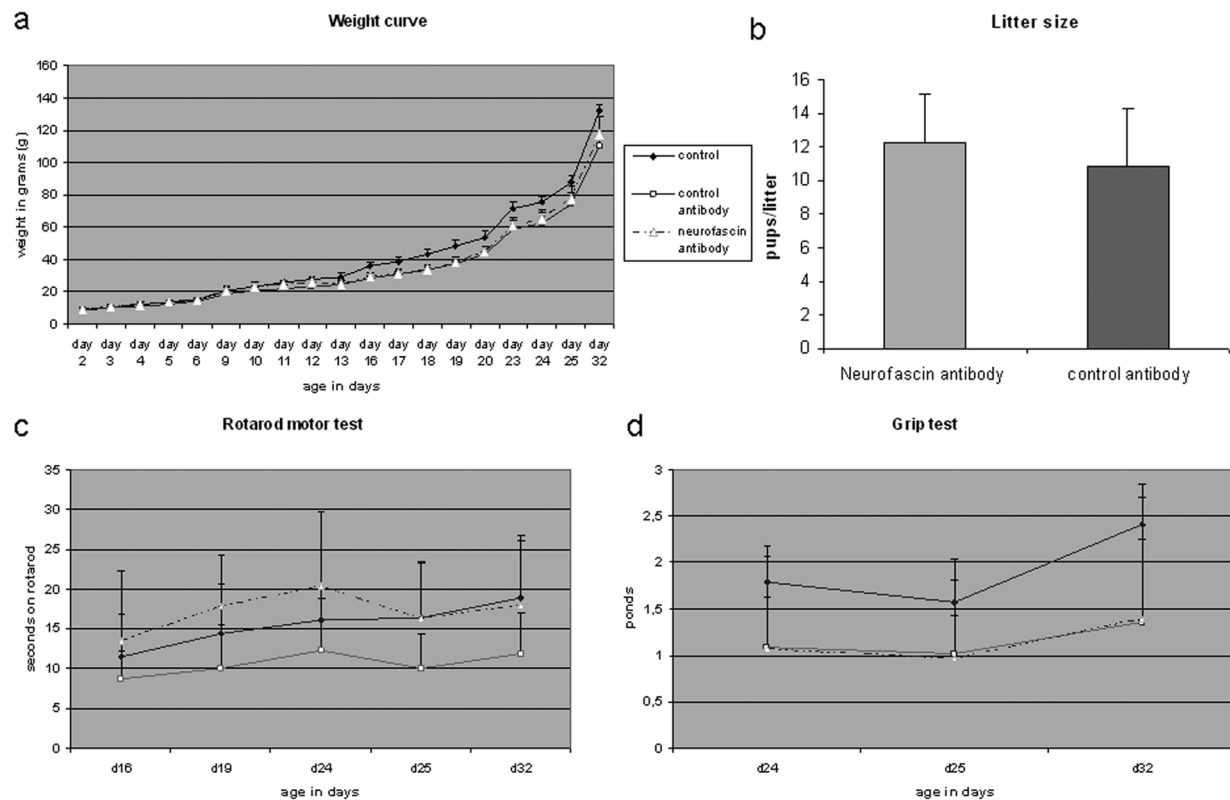 a
Weight curve
weight in grams (g)
160
140
120
100
80
60
40
20
0
day 2
day 3
day 4
day 5
day 6
day 9
day 10
day 11
day 12
day 13
day 16
day 17
day 18
day 19
day 20
day 23
day 24
day 25
day 32
age in days
control
control
antibody
neurofascin
antibody
b
Litter size
pups/litter
16
14
12
10
8
6
4
2
0
Neurofascin antibody
control antibody
c
Rotarod motor test
seconds on rotarod
35
30
25
20
15
10
5
0
d16
d19
d24
d25
d32
age in days
d
Grip test
ponds
3
2,5
2
1,5
1
0,5
0
d24
d25
d32
age in days